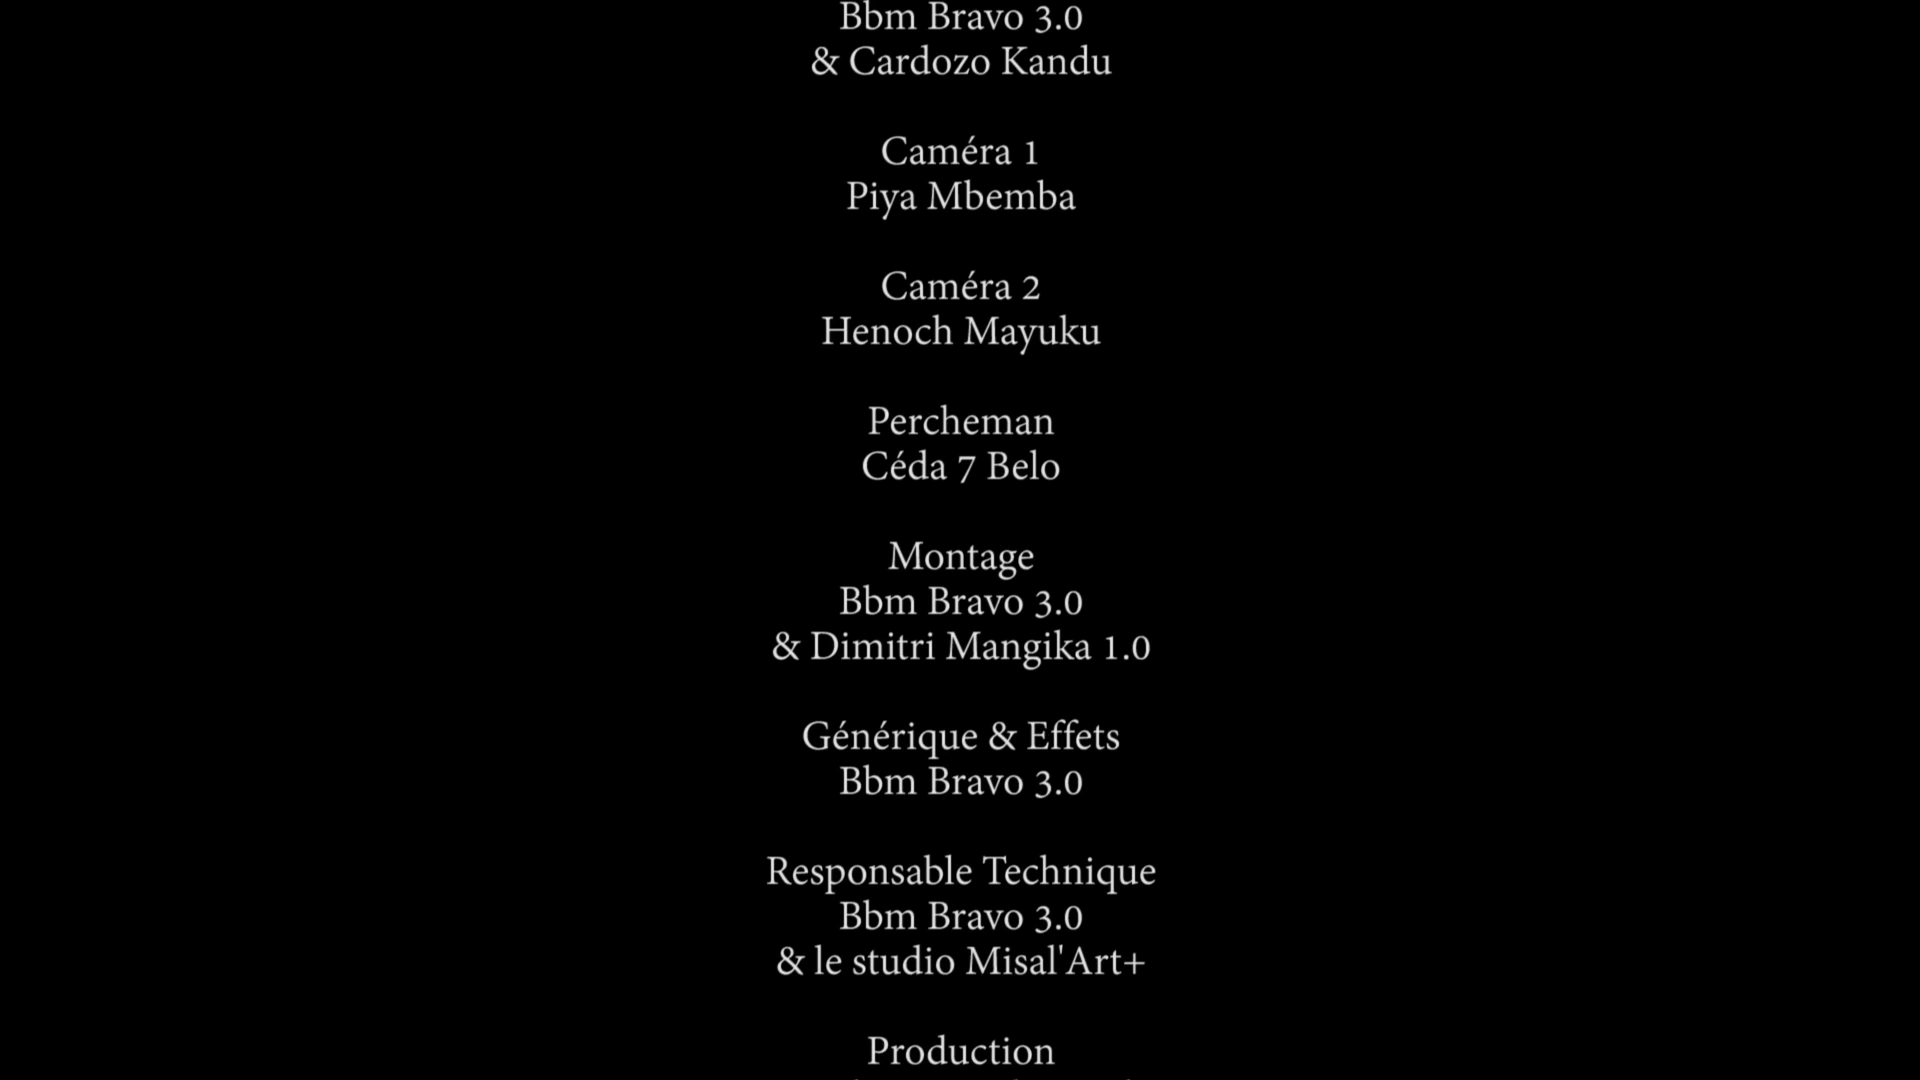 Bbm Bravo 3.0
& Cardozo Kandu
Caméra 1
Piya Mbemba
Caméra 2
Henoch Mayuku
Percheman
Céda 7 Belo
Montage
Bbm Bravo 3.0
& Dimitri Mangika 1.0
Générique & Effets
Bbm Bravo 3.0
Responsable Technique
Bbm Bravo 3.0
& le studio Misal'Art+
Production